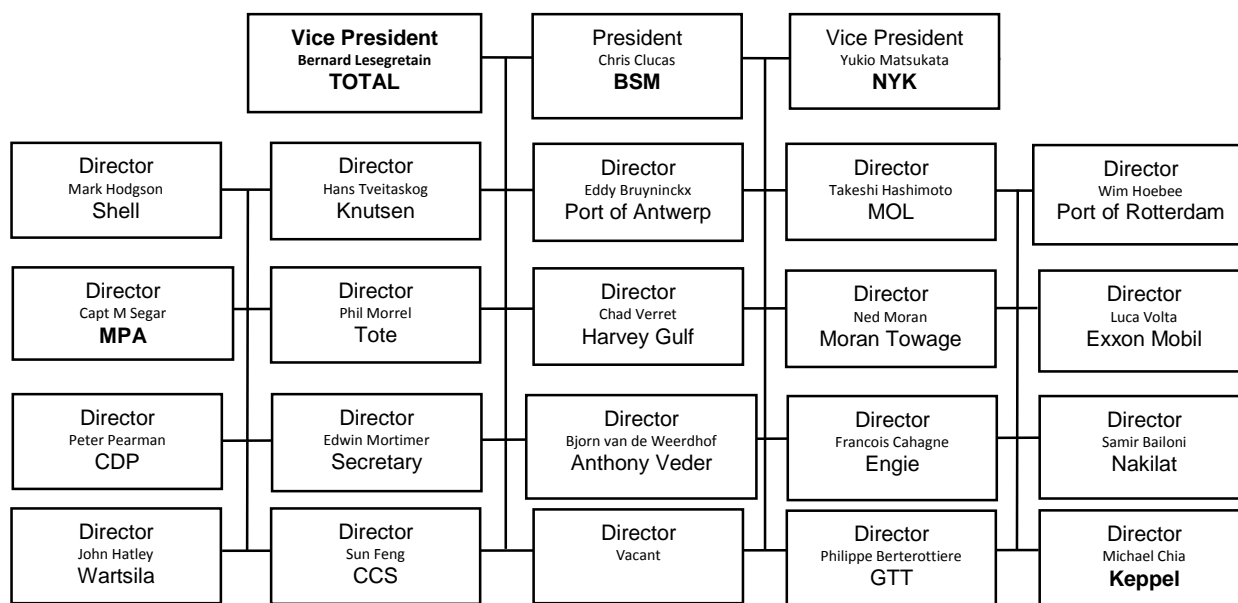 Vice President
Bernard Lesegretain
TOTAL
President
Chris Clucas
BSM
Vice President
Yukio Matsukata
NYK
Director
Mark Hodgson
Shell
Director
Hans Tveitaskog
Knutsen
Director
Eddy Bruyninckx
Port of Antwerp
Director
Takeshi Hashimoto
MOL
Director
Wim Hoebee
Port of Rotterdam
Director
Capt M Segar
MPA
Director
Phil Morrel
Tote
Director
Chad Verret
Harvey Gulf
Director
Ned Moran
Moran Towage
Director
Luca Volta
Exxon Mobil
Director
Peter Pearman
CDP
Director
Edwin Mortimer
Secretary
Director
Bjorn van de Weerdhof
Anthony Veder
Director
Francois Cahagne
Engie
Director
Samir Bailoni
Nakilat
Director
John Hatley
Wartsila
Director
Sun Feng
CCS
Director
Vacant
Director
Philippe Berterottiere
GTT
Director
Michael Chia
Keppel